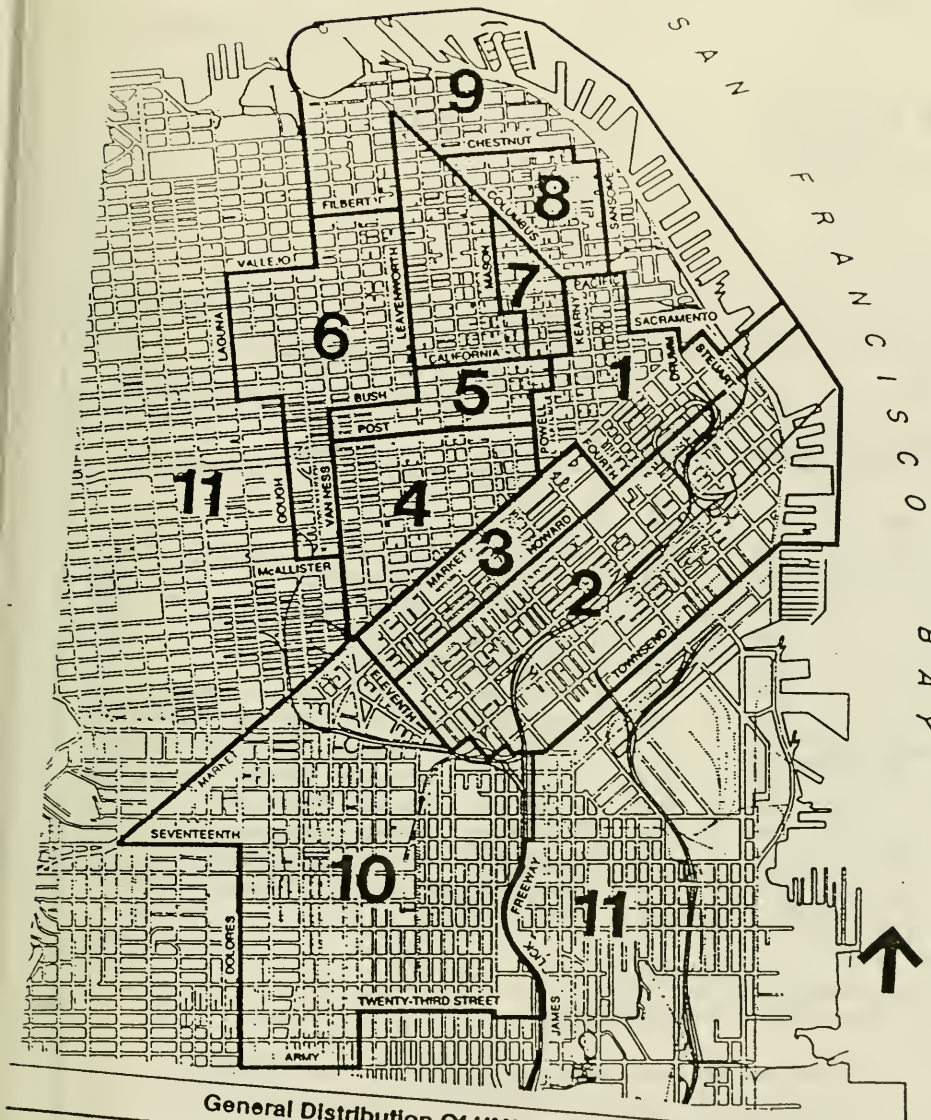 SAN FRANCISCO BAY
9
CHESTNUT
8
FILBERT
COLUMBUS
SANSOME
MASON
VALLEJO
LEAVENWORTH
7
PACIFIC
KEARNY
LAGUNA
6
SACRAMENTO
CALIFORNIA
DRUMM
STEUART
1
BUSH
5
POST
POWELL
11
GOUGH
VAN NESS
4
FOURTH
MARKET
3
HOWARD
McALLISTER
2
TOWNSEND
ELEVENTH
MARKET
SEVENTEENTH
10
FREEWAY
11
DOLORES
LICK
TWENTY-THIRD STREET
JAMES
ARMY
General Distribution Of